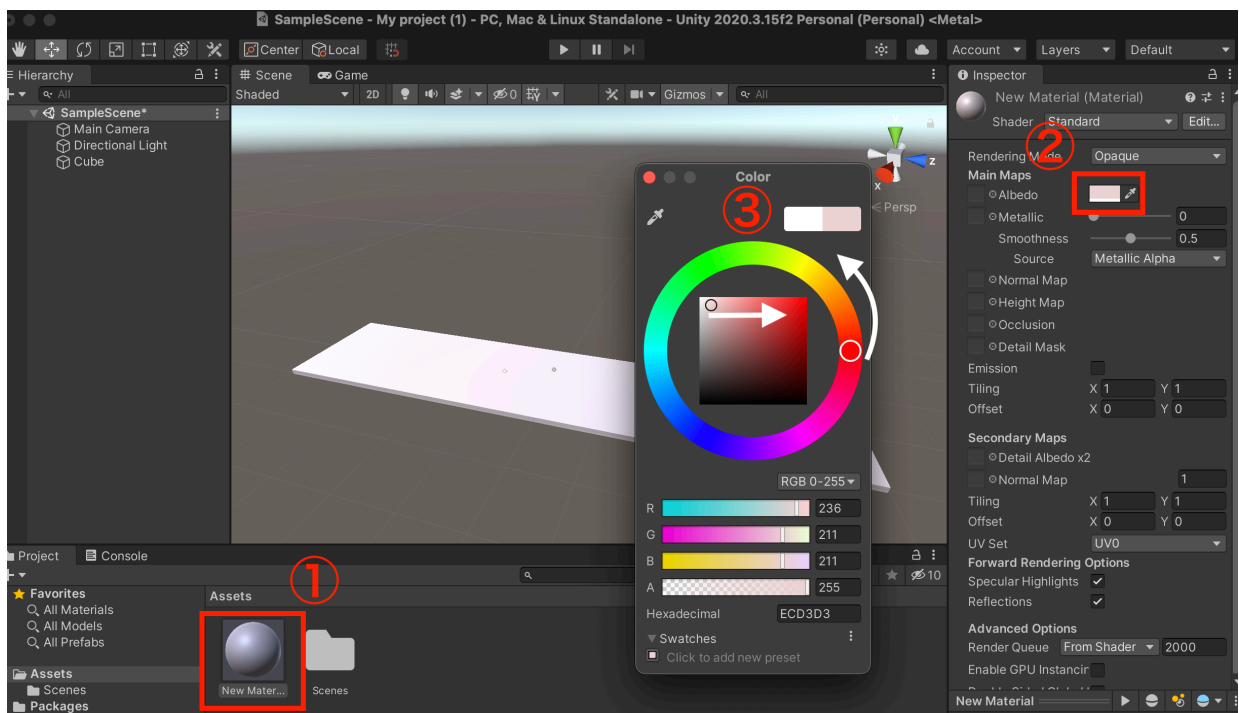 SampleScene - My project (1) - PC, Mac & Linux Standalone - Unity 2020.3.15f2 Personal (Personal) <Metal>
Center Local
Account Layers Default
Hierarchy
All
SampleScene*
Main Camera
Directional Light
Cube
Scene Game
Shaded 2D 0 Gizmos All
y
z
x
Persp
Color
③
RGB 0-255
R 236
G 211
B 211
A 255
Hexadecimal ECD3D3
Swatches
Click to add new preset
Inspector
New Material (Material)
Shader Standard Edit...
②
Rendering Mode Opaque
Main Maps
Albedo
Metallic 0
Smoothness 0.5
Source Metallic Alpha
Normal Map
Height Map
Occlusion
Detail Mask
Emission
Tiling X 1 Y 1
Offset X 0 Y 0
Secondary Maps
Detail Albedo x2
Normal Map 1
Tiling X 1 Y 1
Offset X 0 Y 0
UV Set UV0
Forward Rendering Options
Specular Highlights
Reflections
Advanced Options
Render Queue From Shader 2000
Enable GPU Instancin
New Material
Project Console
①
10
Favorites
All Materials
All Models
All Prefabs
Assets
Scenes
Packages
Assets
New Mater...
Scenes